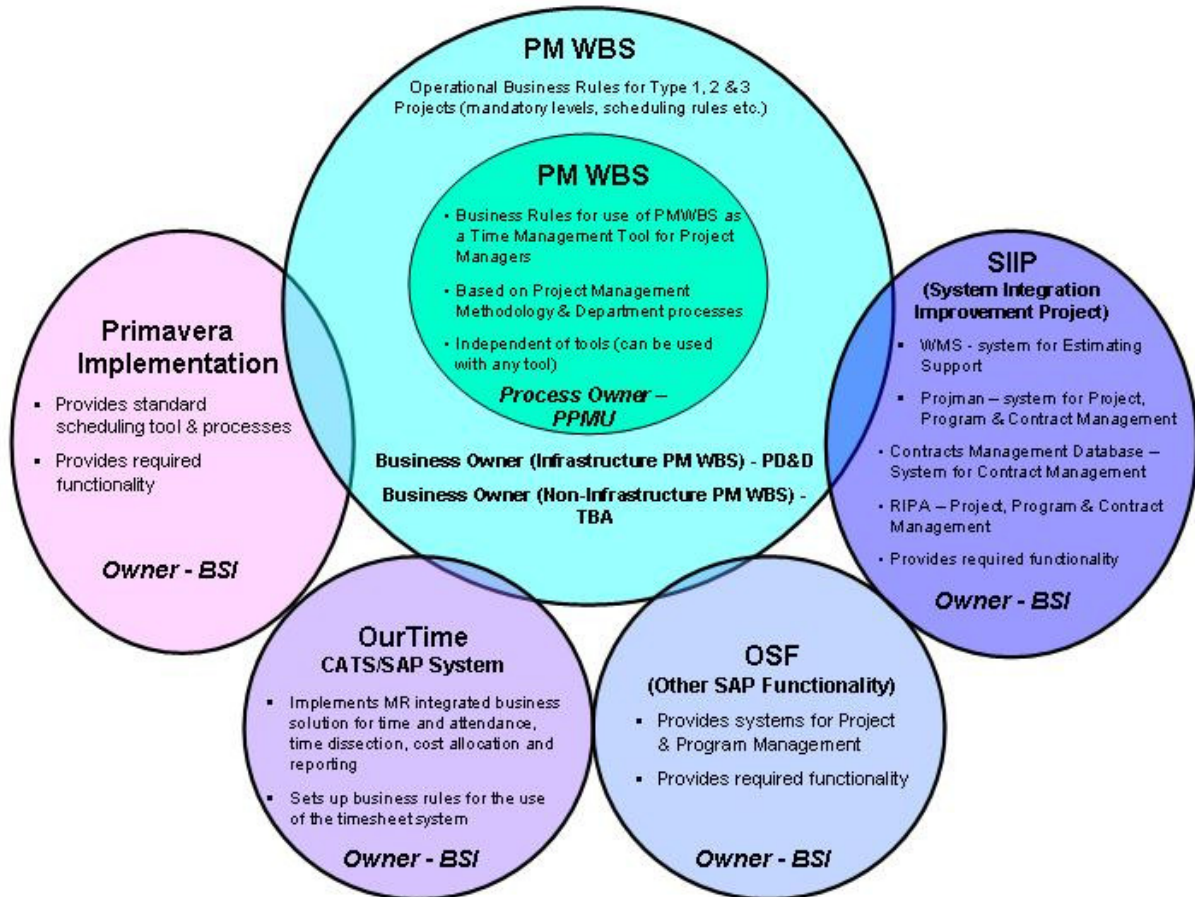 PM WBS
Operational Business Rules for Type 1, 2 & 3
Projects (mandatory levels, scheduling rules etc.)
PM WBS
• Business Rules for use of PMWBS as
a Time Management Tool for Project
Managers
• Based on Project Management
Methodology & Department processes
• Independent of tools (can be used
with any tool)
Process Owner –
PPMU
Business Owner (Infrastructure PM WBS) - PD&D
Business Owner (Non-Infrastructure PM WBS) -
TBA
Primavera
Implementation
▪ Provides standard
scheduling tool & processes
▪ Provides required
functionality
Owner - BSI
SIIP
(System Integration
Improvement Project)
▪ WMS - system for Estimating
Support
▪ Projman – system for Project,
Program & Contract Management
• Contracts Management Database –
System for Contract Management
• RIPA – Project, Program & Contract
Management
• Provides required functionality
Owner - BSI
OurTime
CATS/SAP System
▪ Implements MR integrated business
solution for time and attendance,
time dissection, cost allocation and
reporting
▪ Sets up business rules for the use
of the timesheet system
Owner - BSI
OSF
(Other SAP Functionality)
▪ Provides systems for Project
& Program Management
▪ Provides required functionality
Owner - BSI